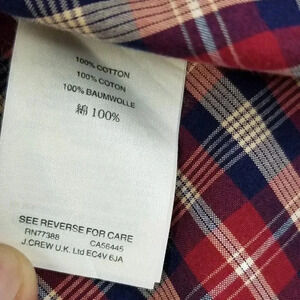 100% COTTON
100% COTON
100% BAUMWOLLE
綿 100%
SEE REVERSE FOR CARE
RN77388 CA56445
J.CREW U.K. Ltd EC4V 6JA